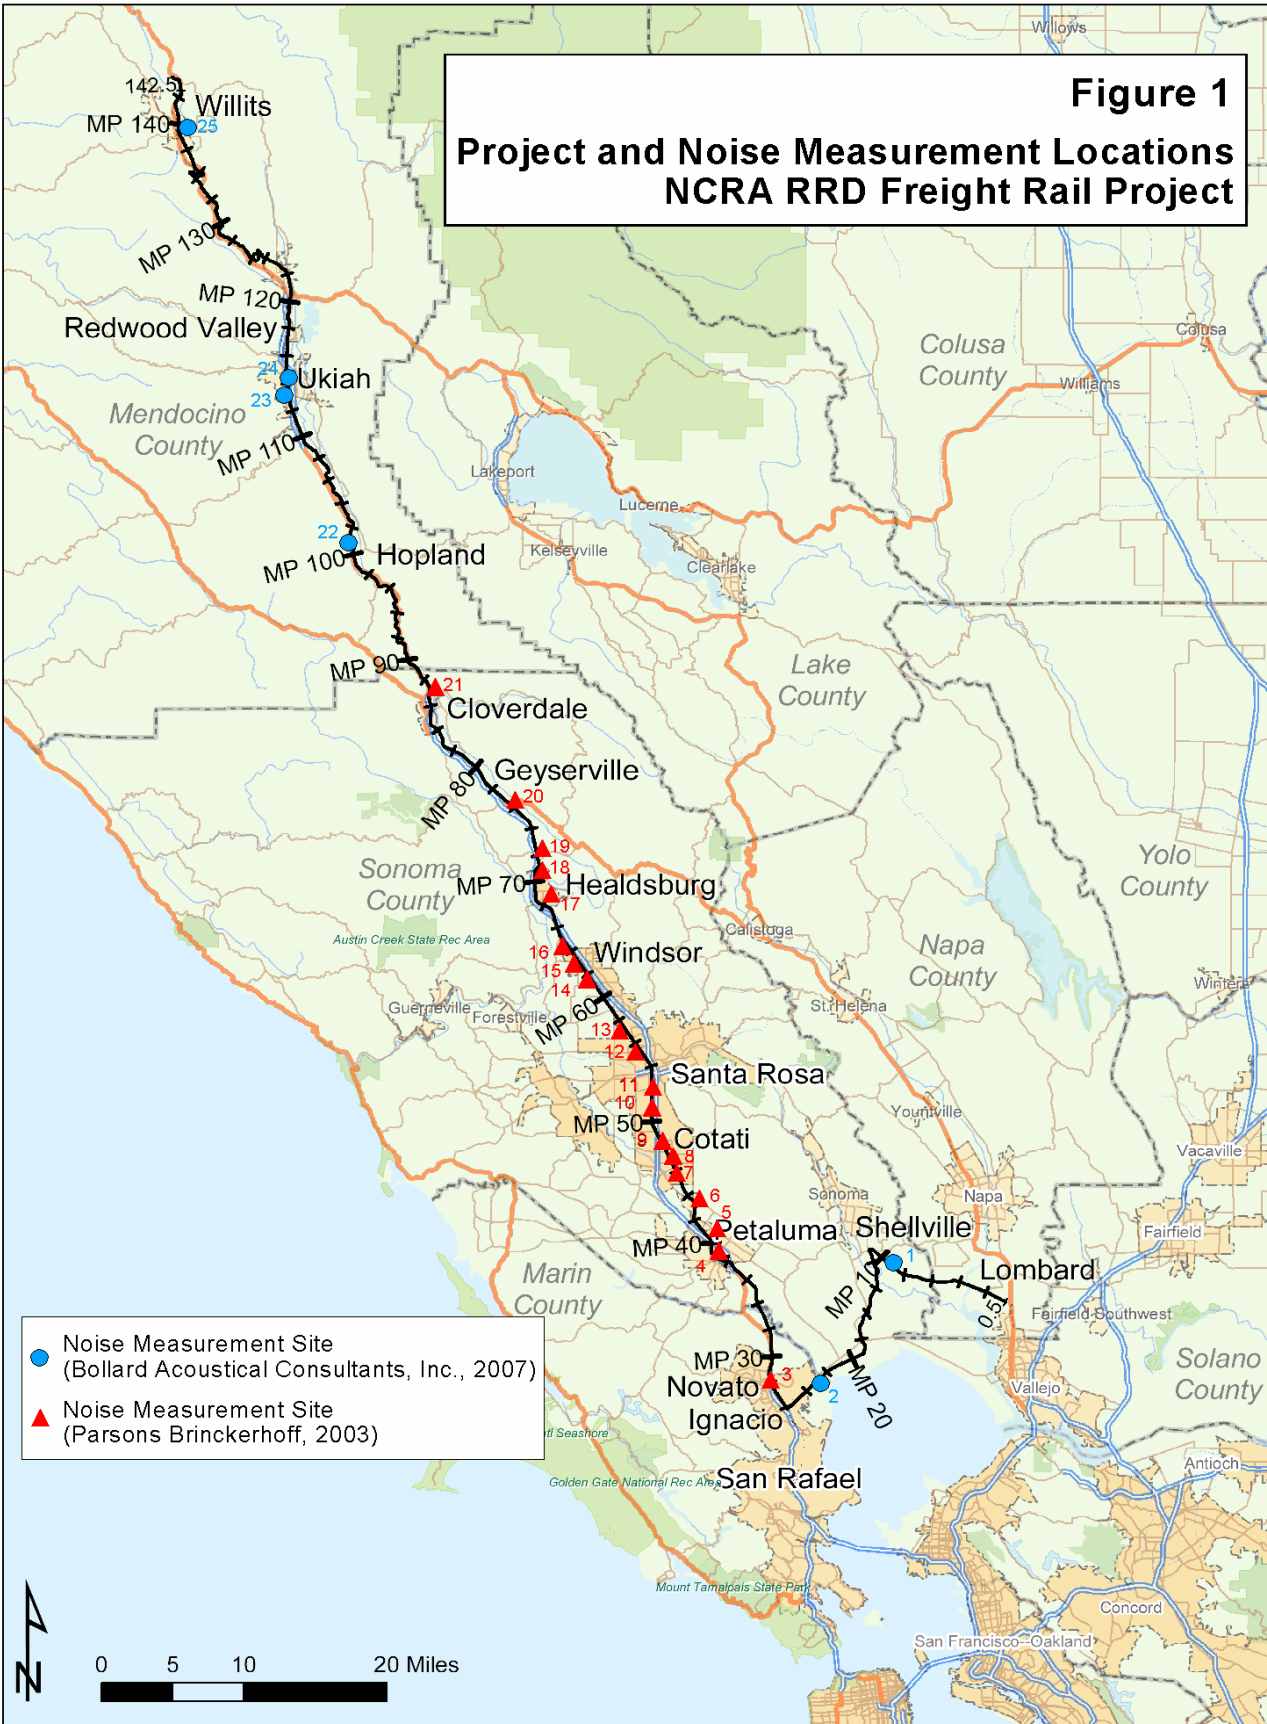 Willows
Figure 1
Project and Noise Measurement Locations
NCRA RRD Freight Rail Project
142.5
Willits
MP 140
25
MP 130
MP 120
Redwood Valley
Colusa
Colusa
County
Williams
24
Ukiah
23
Mendocino
County
MP 110
Lakeport
Lucerne
22
Hopland
MP 100
Kelseyville
Clearlake
MP 90
Lake
County
21
Cloverdale
Geyserville
MP 80
20
19
Sonoma
County
18
MP 70
Healdsburg
17
Yolo
County
Austin Creek State Rec Area
Calistoga
Napa
County
16
Windsor
15
14
Winters
Guerneville
Forestville
MP 60
St. Helena
13
12
Santa Rosa
11
10
MP 50
Yountville
9
Cotati
8
7
Vacaville
6
Sonoma
Napa
5
Petaluma
Shellville
Fairfield
MP 40
4
1
MP 10
Lombard
Marin
County
0.5
Fairfield Southwest
Noise Measurement Site
(Bollard Acoustical Consultants, Inc., 2007)
Noise Measurement Site
(Parsons Brinckerhoff, 2003)
MP 30
3
Novato
2
MP 20
Ignacio
Vallejo
Solano
County
Seashore
Golden Gate National Rec Area
San Rafael
Antioch
Mount Tamalpais State Park
Concord
San Francisco--Oakland
N
0 5 10 20 Miles